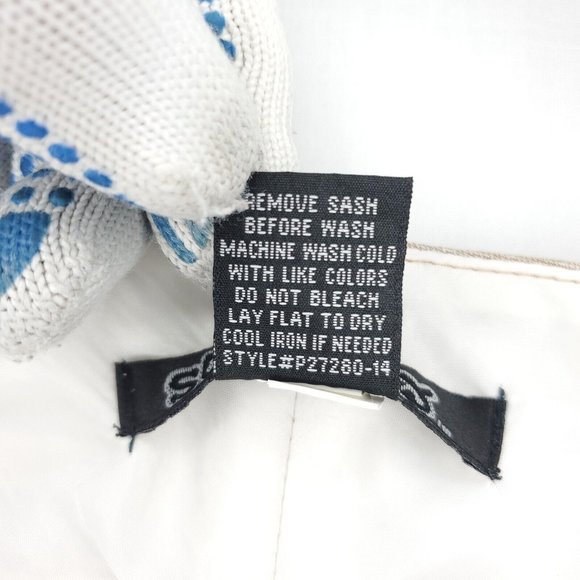 REMOVE SASH
BEFORE WASH
MACHINE WASH COLD
WITH LIKE COLORS
DO NOT BLEACH
LAY FLAT TO DRY
COOL IRON IF NEEDED
STYLE#P27280-14